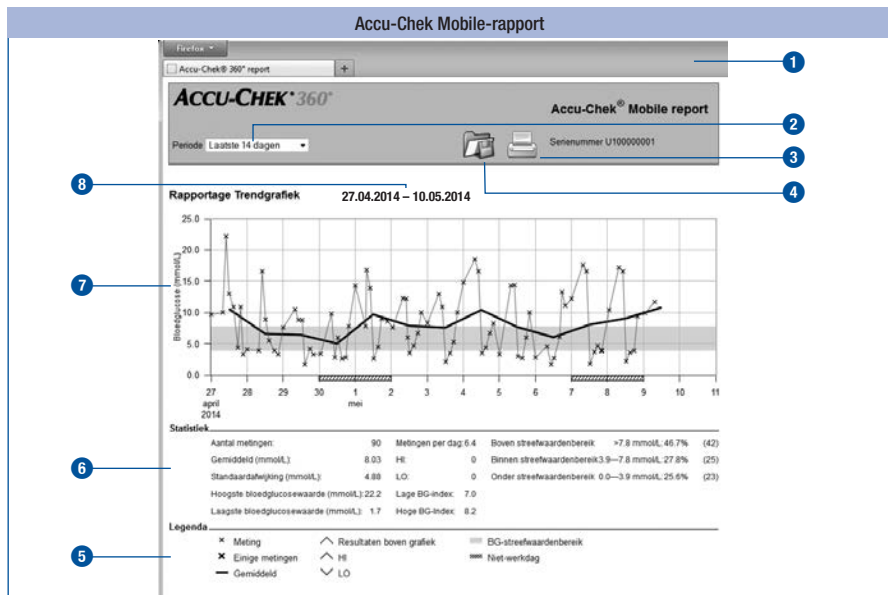 Accu-Chek Mobile-rapport
Firefox
Accu-Chek® 360° report
+
1
ACCU-CHEK® 360°
Accu-Chek® Mobile report
2
Periode Laatste 14 dagen
Serienummer U100000001
3
8
4
Rapportage Trendgrafiek 27.04.2014 – 10.05.2014
25.0
20.0
7
15.0
Bloedglucose (mmol/L)
10.0
5.0
0.0
27 28 29 30 1 2 3 4 5 6 7 8 9 10 11
april mei
2014
Statistiek
Aantal metingen: 90 Metingen per dag: 6.4 Boven streefwaardenbereik >7.8 mmol/L: 46.7% (42)
6
Gemiddeld (mmol/L): 8.03 HI: 0 Binnen streefwaardenbereik 3.9—7.8 mmol/L: 27.8% (25)
Standaardafwijking (mmol/L): 4.88 LO: 0 Onder streefwaardenbereik 0.0—3.9 mmol/L: 25.6% (23)
Hoogste bloedglucosewaarde (mmol/L): 22.2 Lage BG-index: 7.0
Laagste bloedglucosewaarde (mmol/L): 1.7 Hoge BG-Index: 8.2
Legenda
Meting Resultaten boven grafiek BG-streefwaardenbereik
5
Einige metingen HI Niet-werkdag
Gemiddeld LO